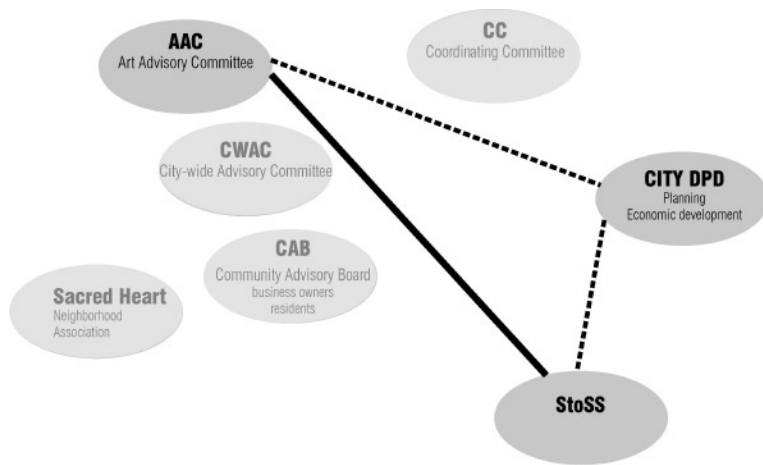 AAC
Art Advisory Committee
CC
Coordinating Committee
CWAC
City-wide Advisory Committee
CITY DPD
Planning
Economic development
CAB
Community Advisory Board
business owners
residents
Sacred Heart
Neighborhood
Association
StoSS